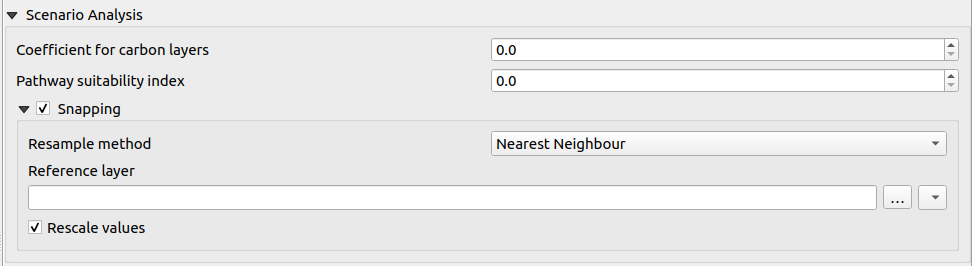 Scenario Analysis
Coefficient for carbon layers 0.0
Pathway suitability index 0.0
Snapping
Resample method Nearest Neighbour
Reference layer
...
Rescale values